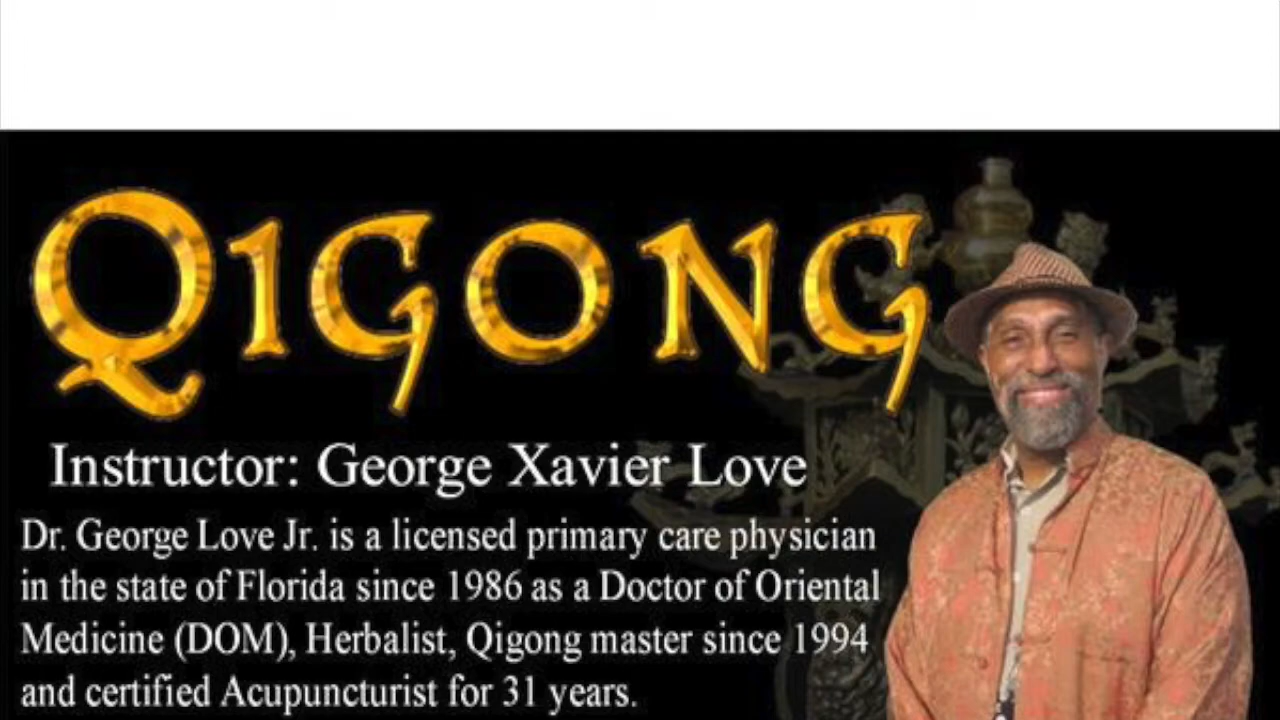 QIGONG
Instructor: George Xavier Love
Dr. George Love Jr. is a licensed primary care physician
in the state of Florida since 1986 as a Doctor of Oriental
Medicine (DOM), Herbalist, Qigong master since 1994
and certified Acupuncturist for 31 years.